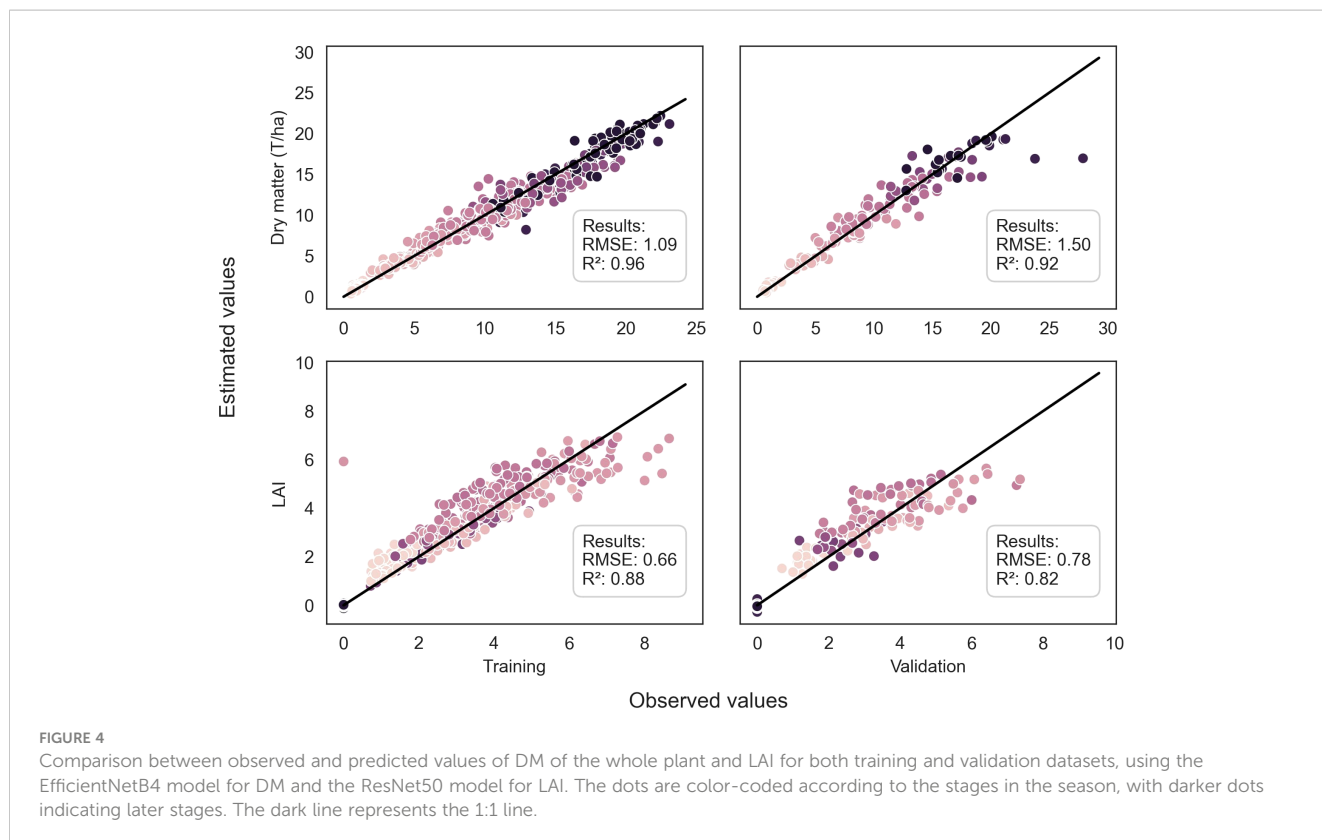 30
25
20
15
10
5
0
Dry matter (T/ha)
Results:
RMSE: 1.09
R²: 0.96
0 5 10 15 20 25
Results:
RMSE: 1.50
R²: 0.92
0 5 10 15 20 25 30
Estimated values
10
8
6
4
2
0
LAI
Results:
RMSE: 0.66
R²: 0.88
0 2 4 6 8
Training
Results:
RMSE: 0.78
R²: 0.82
0 2 4 6 8 10
Validation
Observed values
FIGURE 4
Comparison between observed and predicted values of DM of the whole plant and LAI for both training and validation datasets, using the
EfficientNetB4 model for DM and the ResNet50 model for LAI. The dots are color-coded according to the stages in the season, with darker dots
indicating later stages. The dark line represents the 1:1 line.